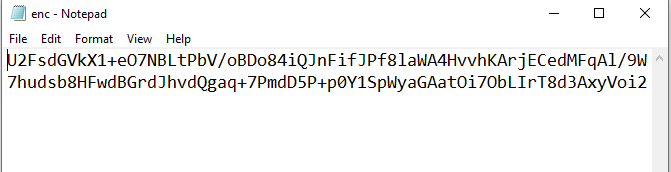 enc - Notepad
File Edit Format View Help
U2FsdGVkX1+eO7NBLtPbV/oBDo84iQJnFifJPf8laWA4HvvhKArjECedMFqAl/9W
7hudsb8HFwdBGrdJhvdQgaq+7PmdD5P+p0Y1SpWyaGAatOi7ObLIrT8d3AxyVoi2